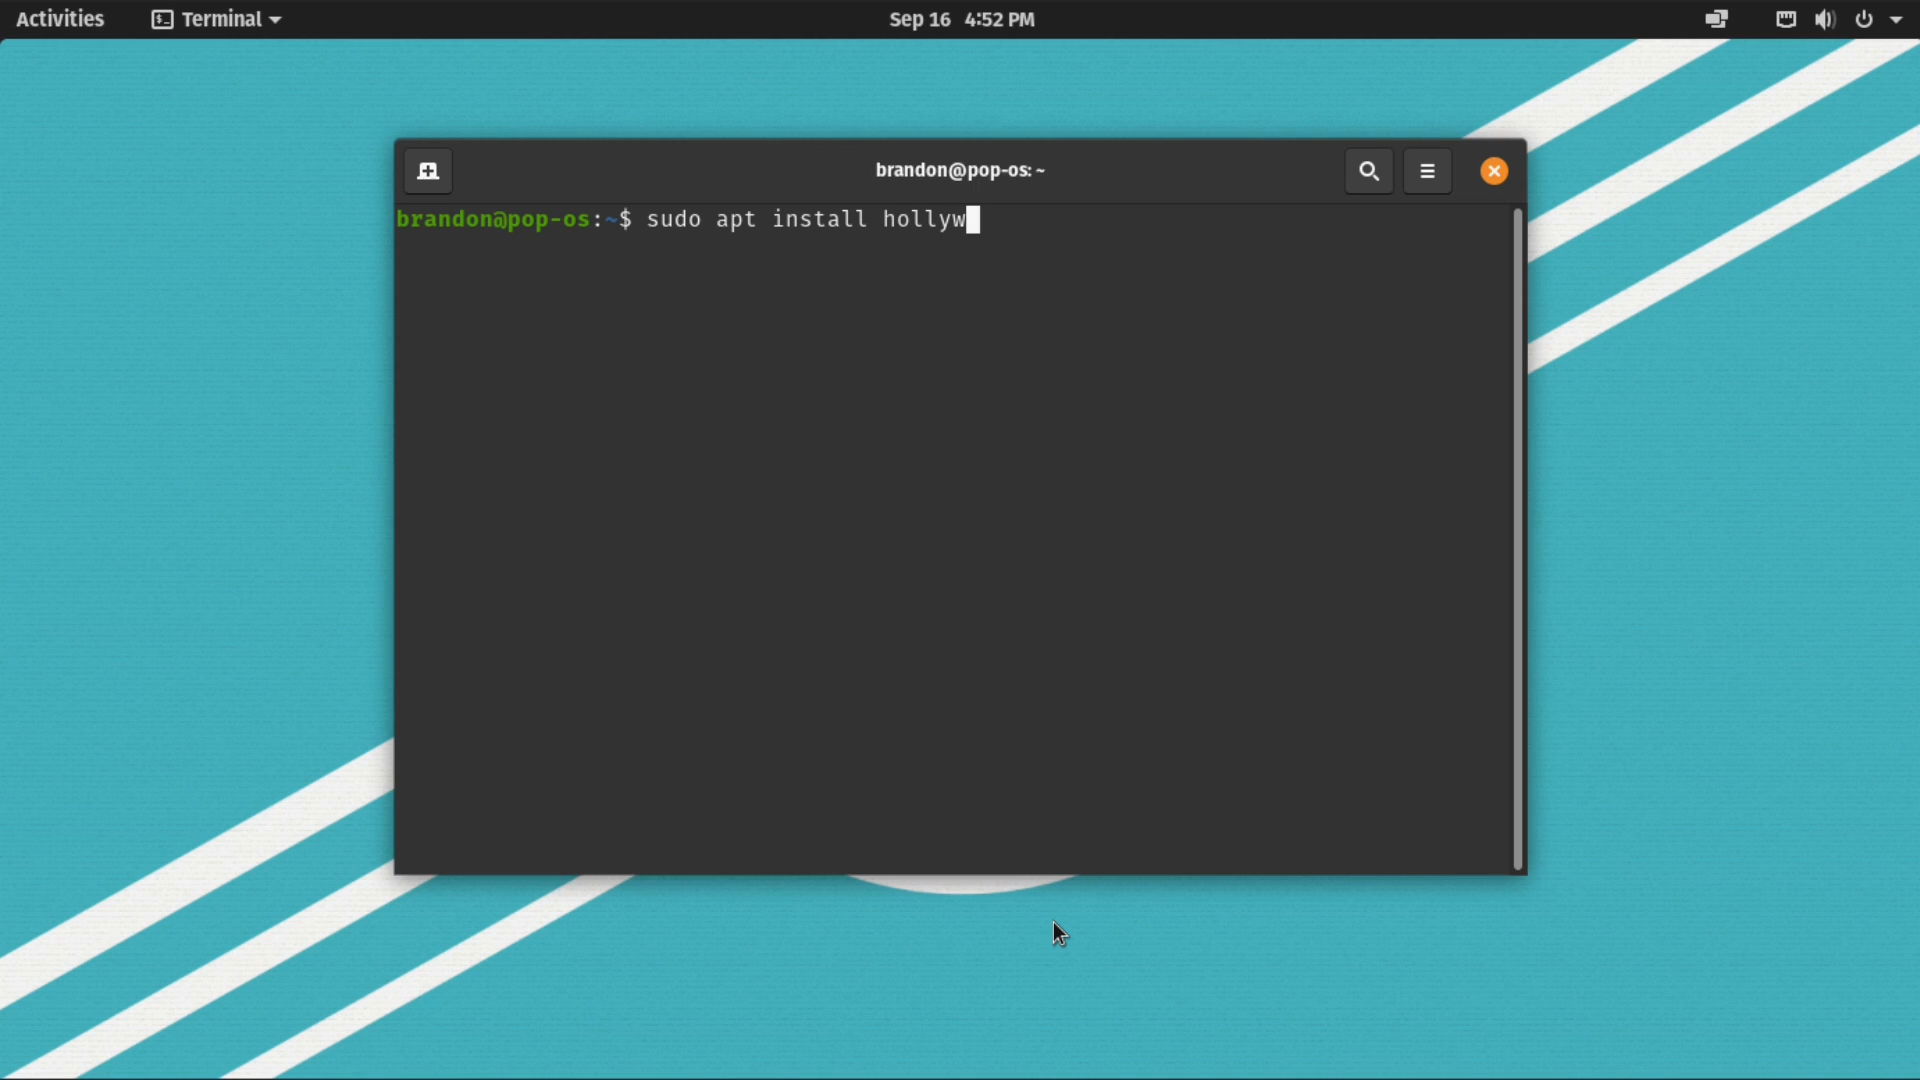 Activities Terminal Sep 16 4:52 PM
brandon@pop-os: ~
brandon@pop-os:~$ sudo apt install hollyw